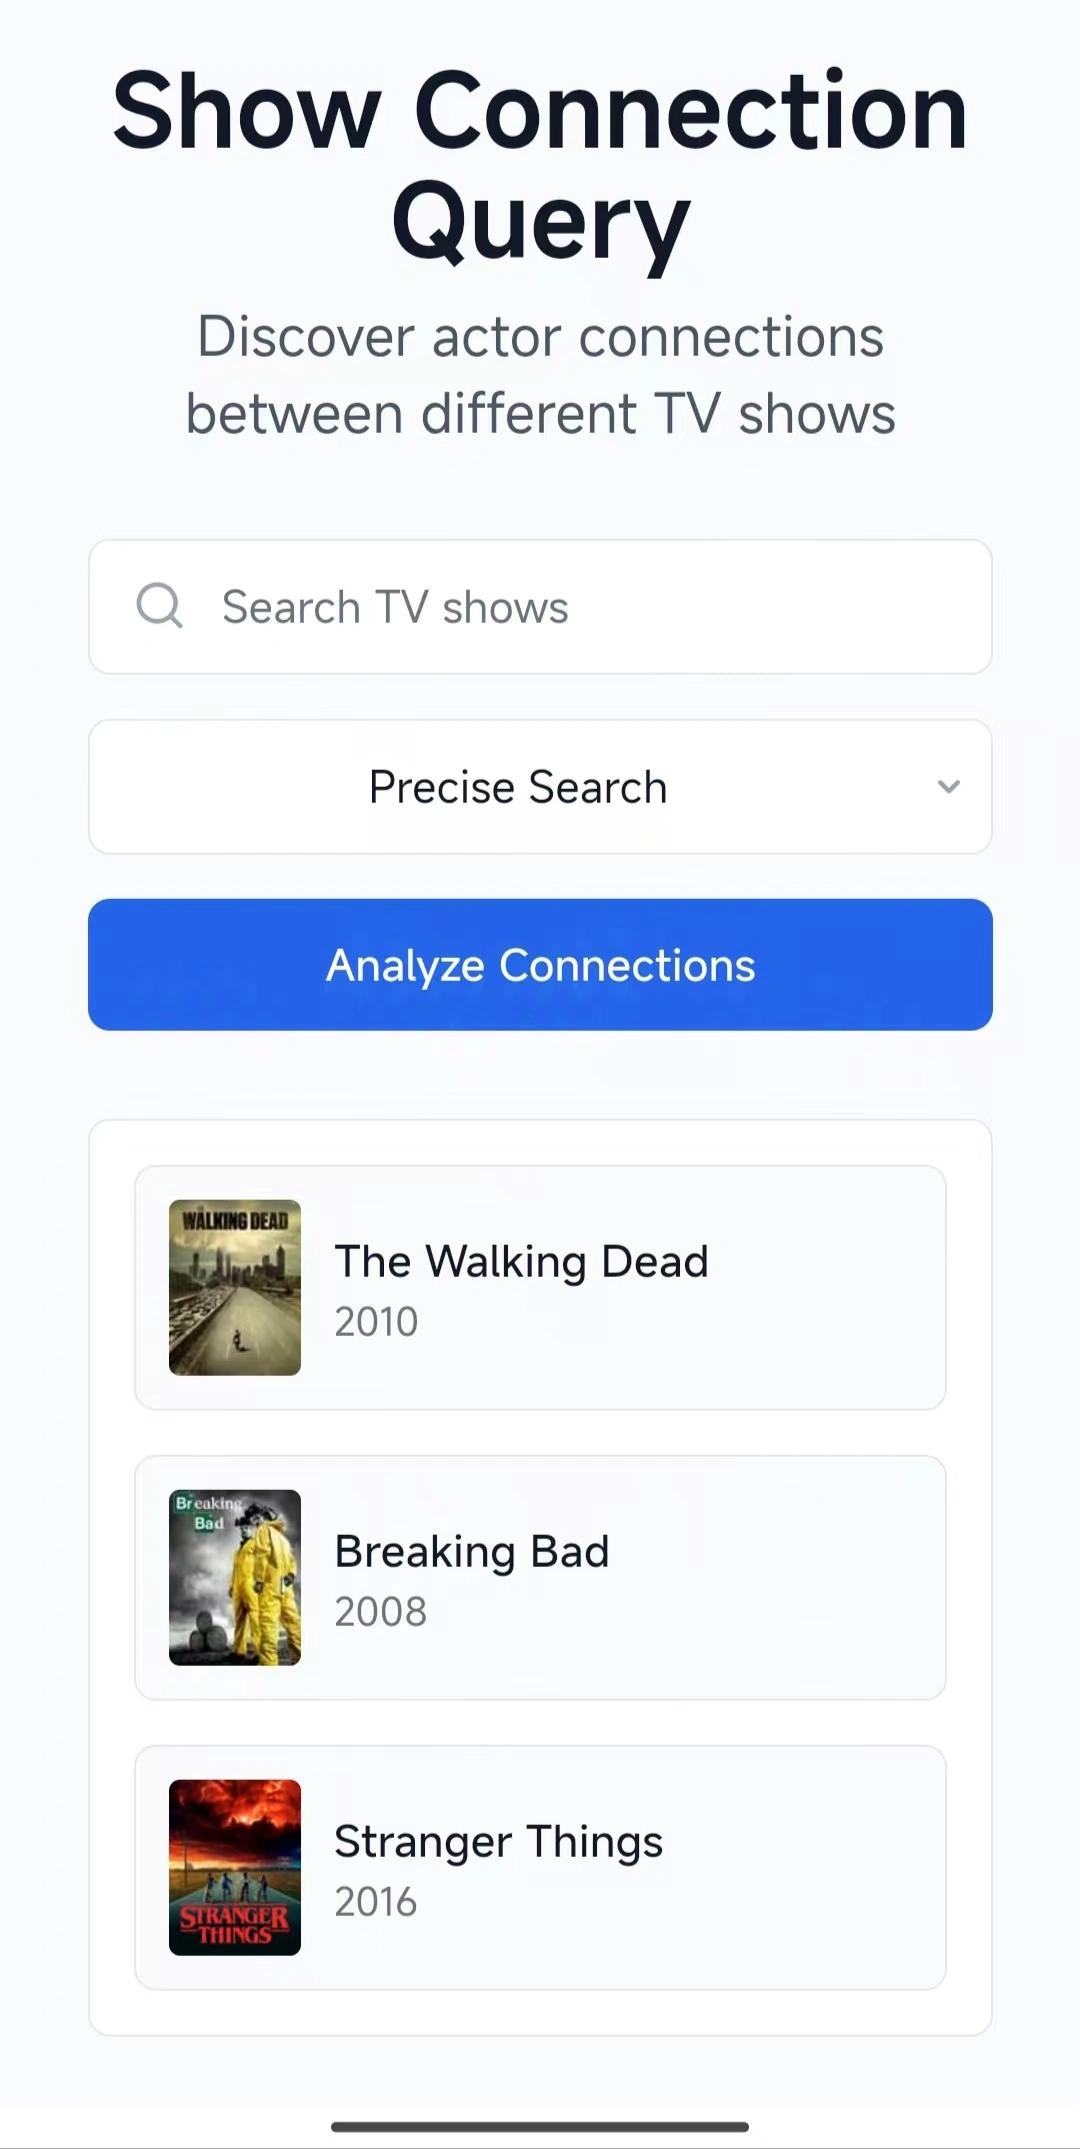 Show Connection
Query
Discover actor connections
between different TV shows
Search TV shows
Precise Search
Analyze Connections
WALKING DEAD
The Walking Dead
2010
Breaking
Bad
Breaking Bad
2008
STRANGER
THINGS
Stranger Things
2016